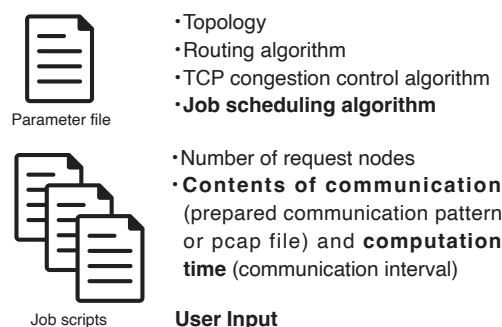 ・Topology
・Routing algorithm
・TCP congestion control algorithm
・Job scheduling algorithm
Parameter file
・Number of request nodes
・Contents of communication
(prepared communication pattern
or pcap file) and computation
time (communication interval)
Job scripts
User Input